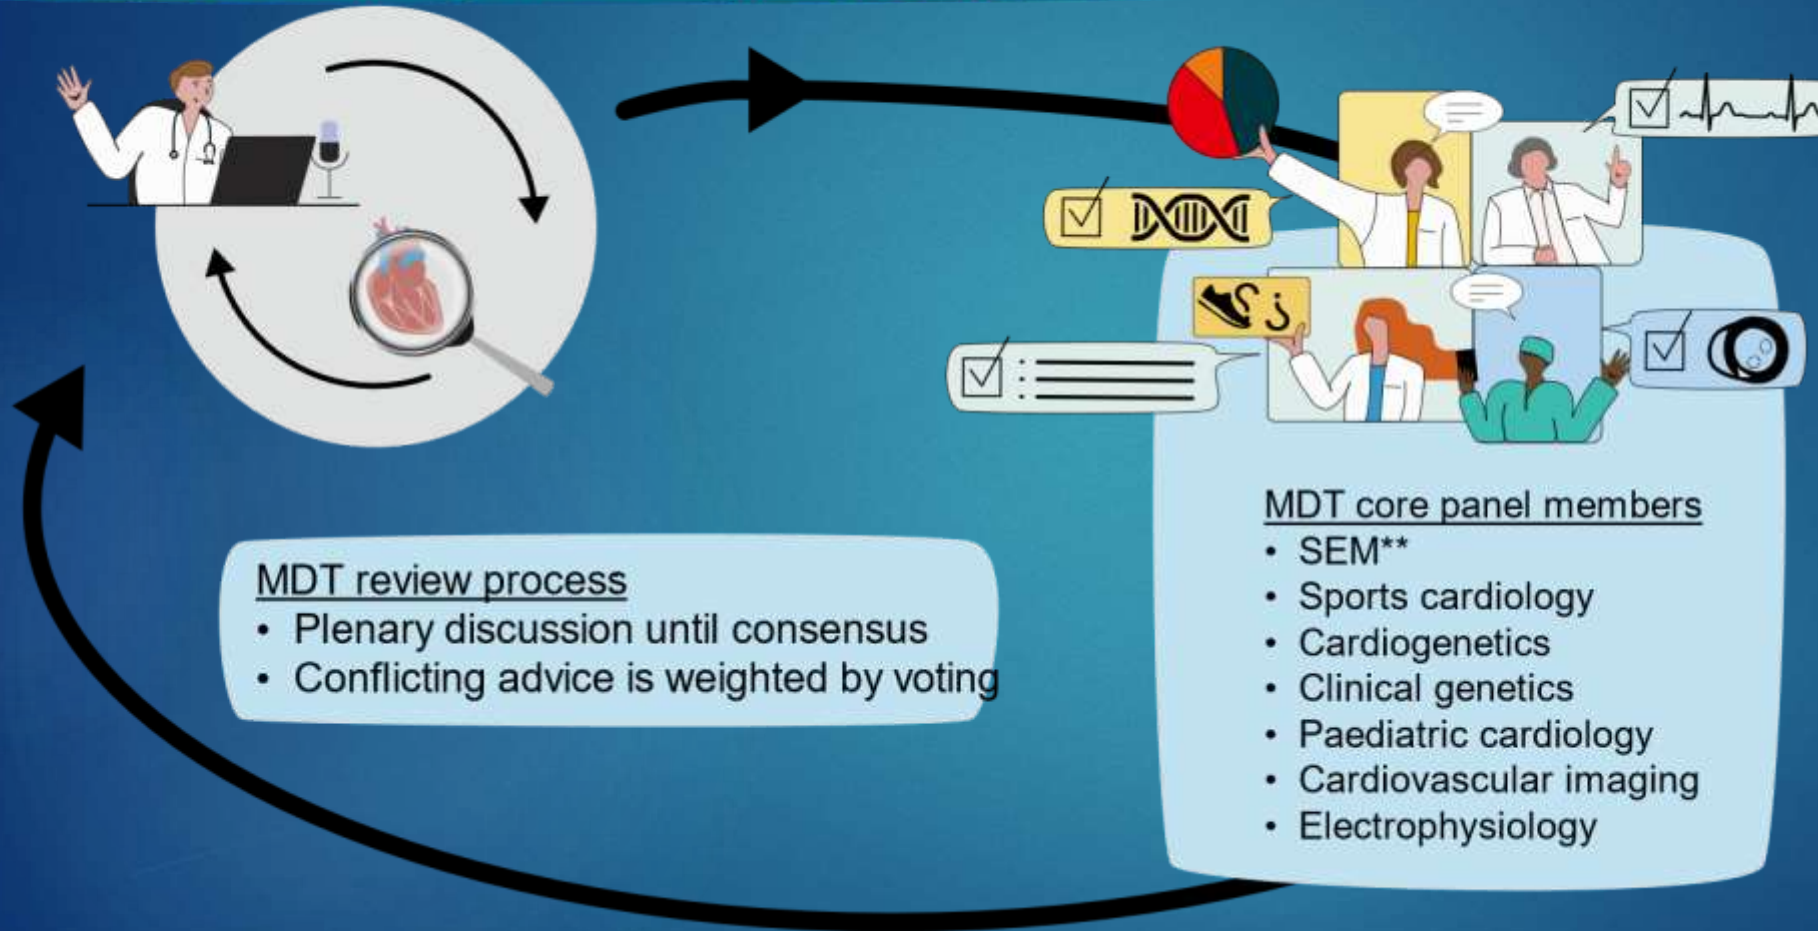 MDT review process
• Plenary discussion until consensus
• Conflicting advice is weighted by voting
MDT core panel members
• SEM**
• Sports cardiology
• Cardiogenetics
• Clinical genetics
• Paediatric cardiology
• Cardiovascular imaging
• Electrophysiology